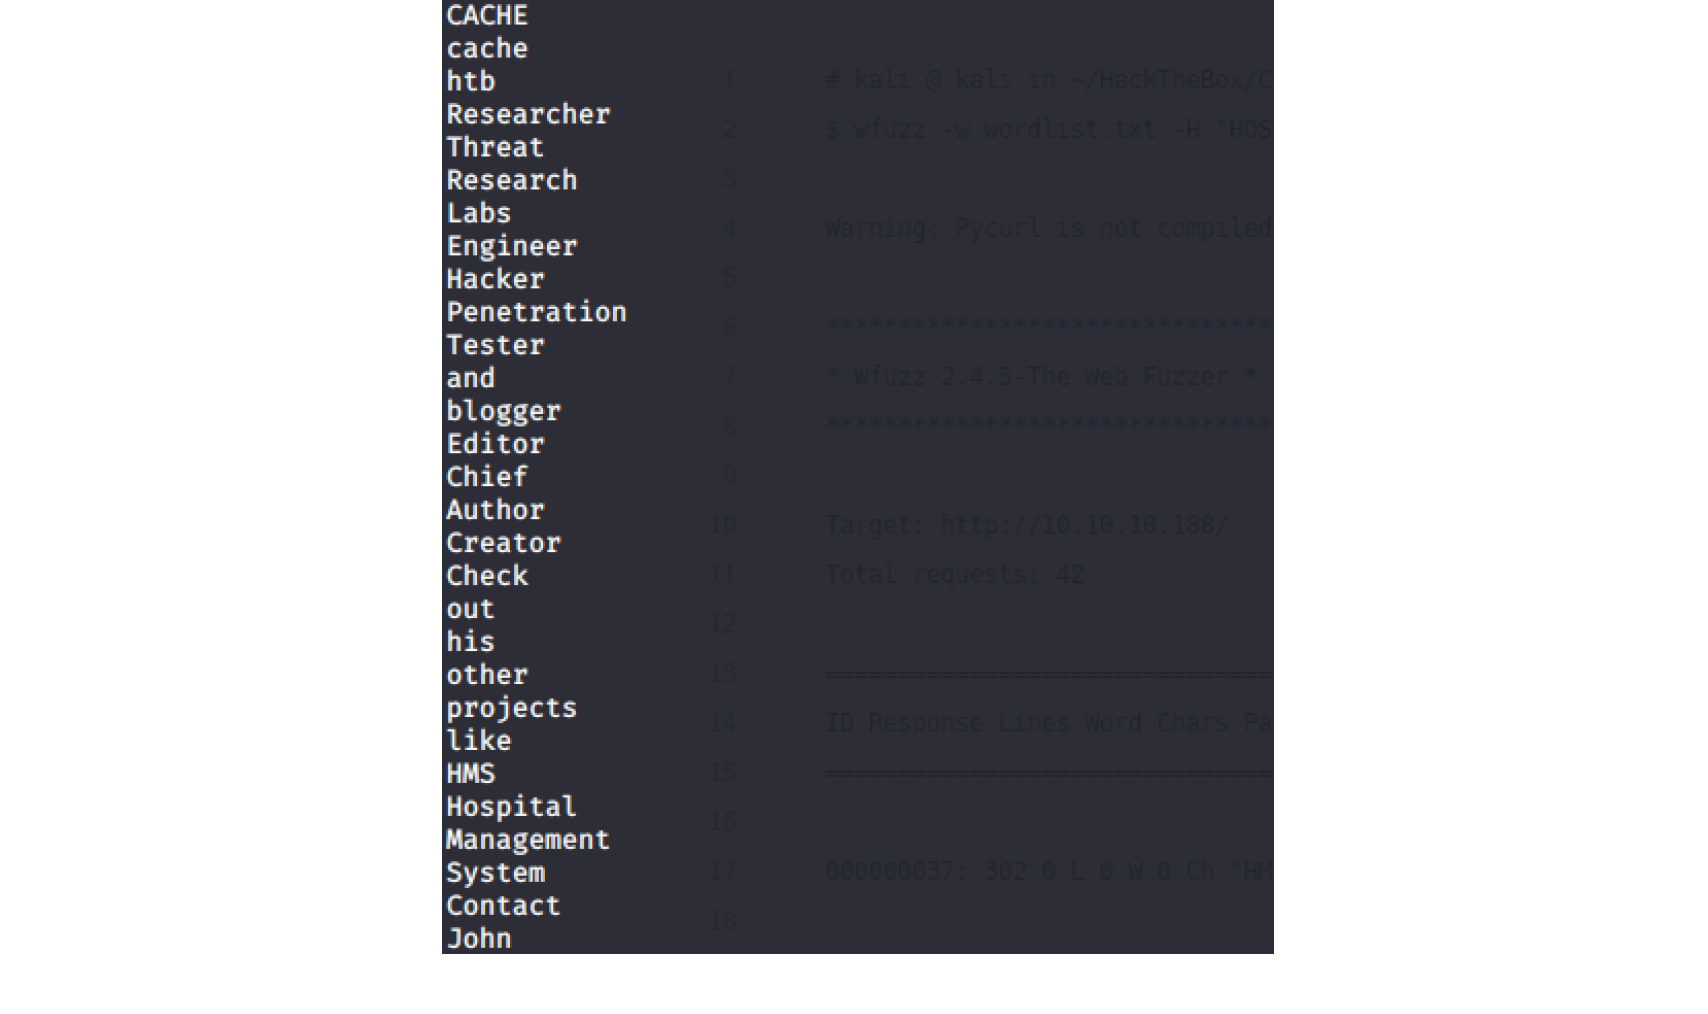 CACHE
cache
htb
Researcher
Threat
Research
Labs
Engineer
Hacker
Penetration
Tester
and
blogger
Editor
Chief
Author
Creator
Check
out
his
other
projects
like
HMS
Hospital
Management
System
Contact
John
1 # kali @ kali in ~/HackTheBox/C
2 $ wfuzz -w wordlist.txt -H "HOS
3
4 Warning: Pycurl is not compiled
5
6 *******************************
7 * Wfuzz 2.4.5-The Web Fuzzer *
8 *******************************
9
10 Target: http://10.10.10.188/
11 Total requests: 42
12
13 ===============================
14 ID Response Lines Word Chars Pa
15 ===============================
16
17 000000037: 302 0 L 0 W 0 Ch "HM
18